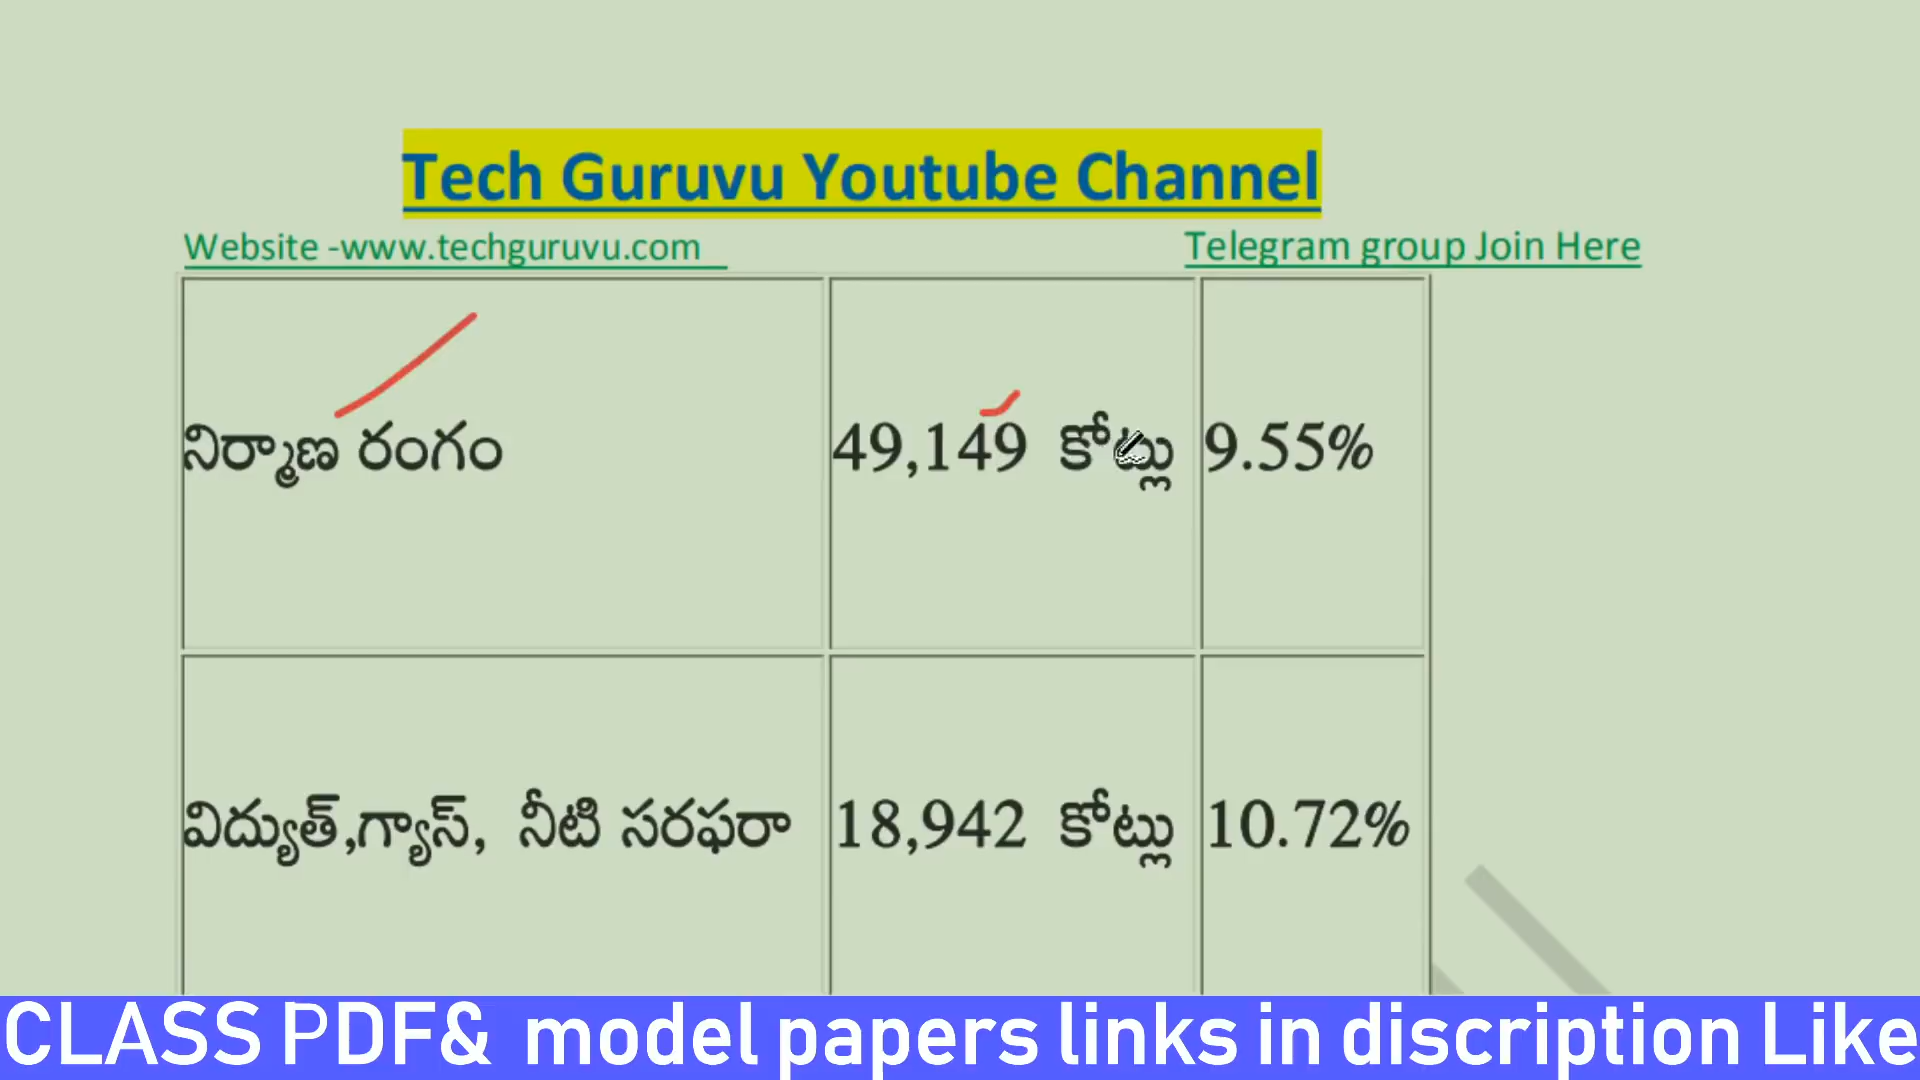 Tech Guruvu Youtube Channel
Website -www.techguruvu.com Telegram group Join Here
నిర్మాణ రంగం 49,149 కోట్లు 9.55%
విద్యుత్,గ్యాస్, నీటి సరఫరా 18,942 కోట్లు 10.72%
CLASS PDF& model papers links in discription Like